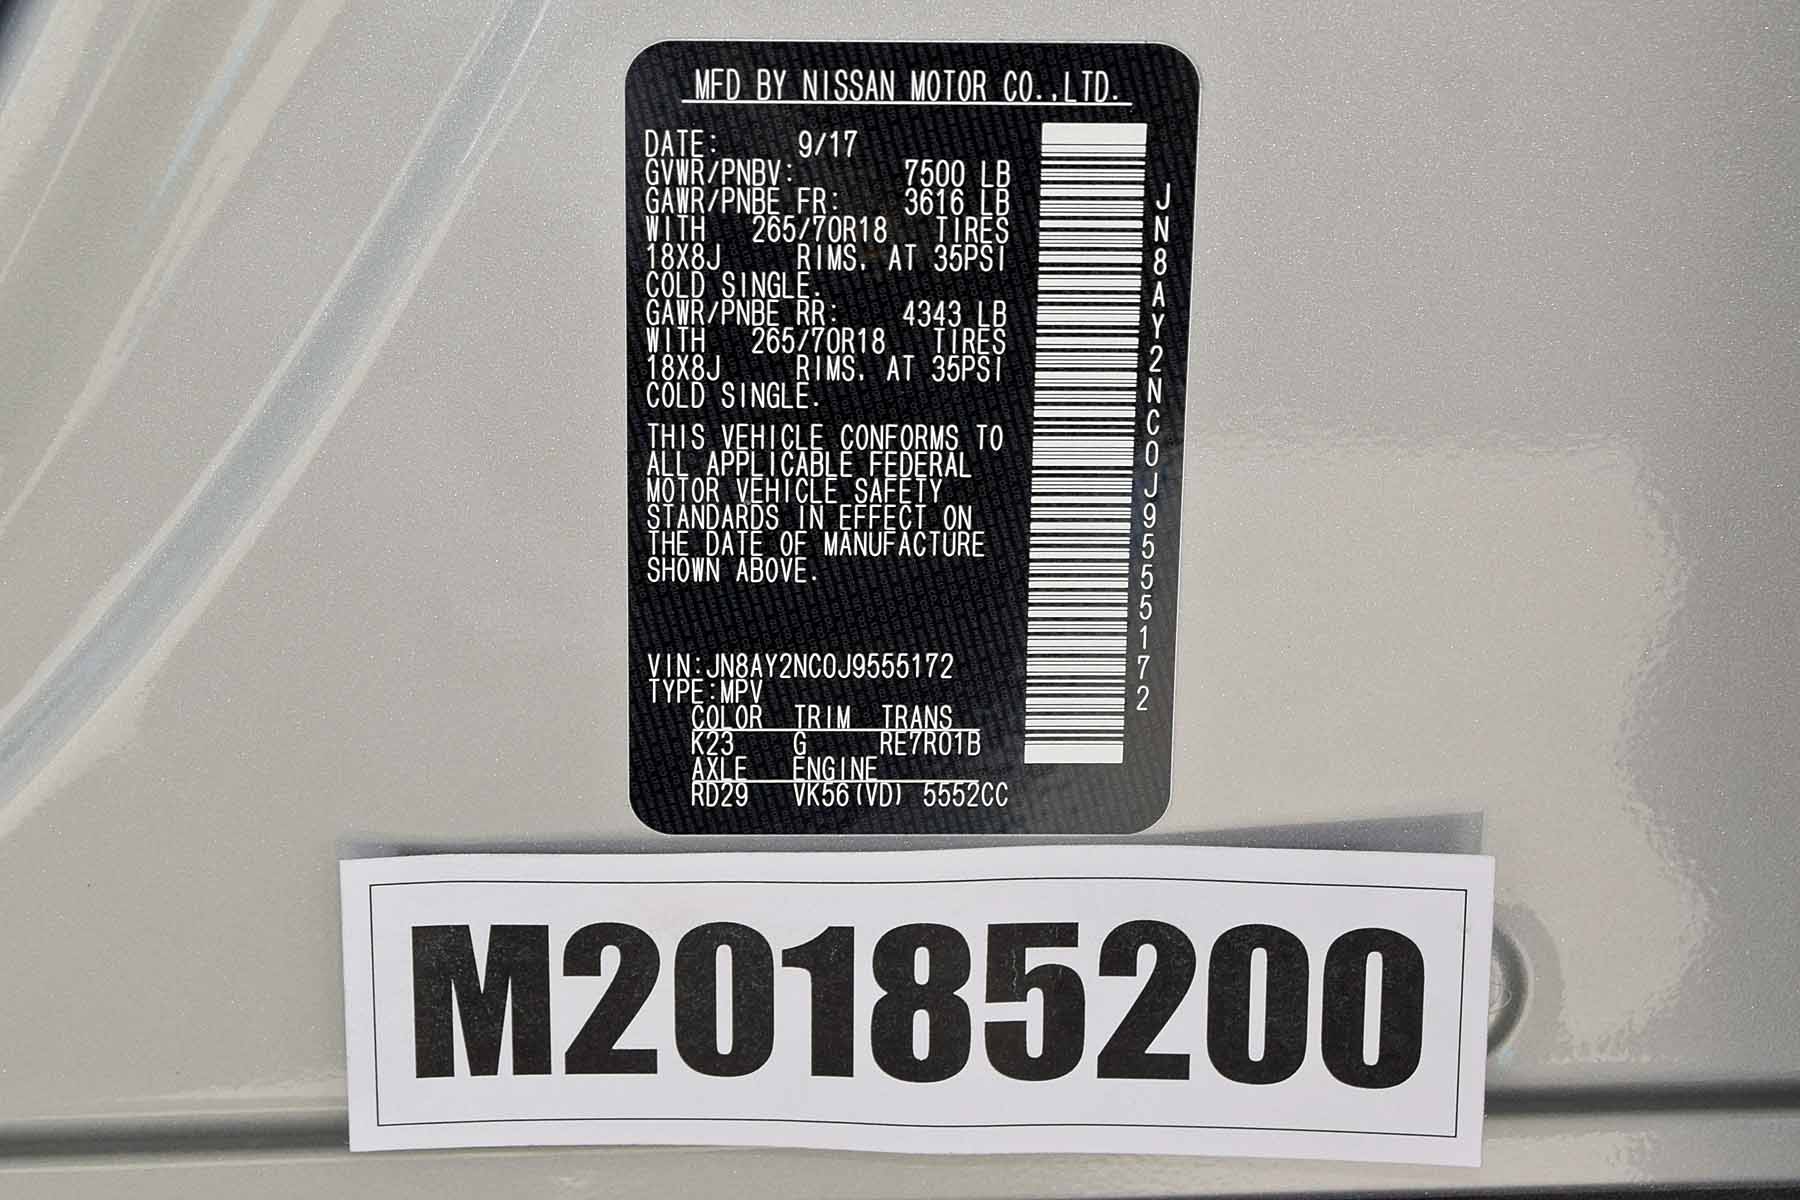 MFD BY NISSAN MOTOR CO.,LTD.
DATE: 9/17
GVWR/PNBV: 7500 LB
GAWR/PNBE FR: 3616 LB
WITH 265/70R18 TIRES
18X8J RIMS, AT 35PSI
COLD SINGLE.
GAWR/PNBE RR: 4343 LB
WITH 265/70R18 TIRES
18X8J RIMS, AT 35PSI
COLD SINGLE.
THIS VEHICLE CONFORMS TO
ALL APPLICABLE FEDERAL
MOTOR VEHICLE SAFETY
STANDARDS IN EFFECT ON
THE DATE OF MANUFACTURE
SHOWN ABOVE.
VIN:JN8AY2NC0J9555172
TYPE:MPV
COLOR TRIM TRANS
K23 G RE7R01B
AXLE ENGINE
RD29 VK56(VD) 5552CC
JN8AY2NC0J9555172
M20185200